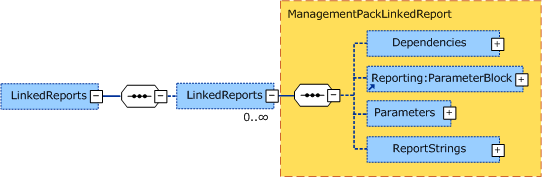 ManagementPackLinkedReport
Dependencies
LinkedReports
LinkedReports
0..∞
Reporting:ParameterBlock
Parameters
ReportStrings